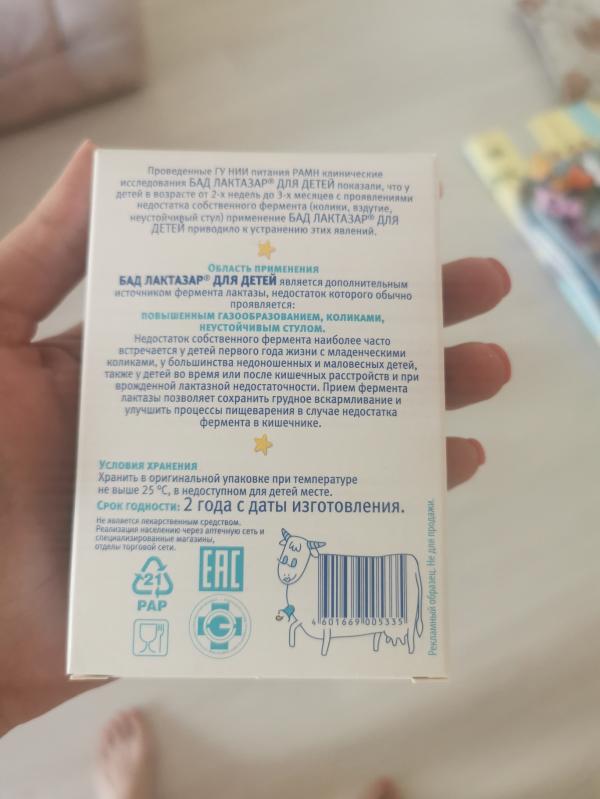 Проведенные ГУ НИИ питания РАМН клинические
исследования БАД ЛАКТАЗАР® ДЛЯ ДЕТЕЙ показали, что у
детей в возрасте от 2-х недель до 3-х месяцев с проявлениями
недостатка собственного фермента (колики, вздутие,
неустойчивый стул) применение БАД ЛАКТАЗАР® ДЛЯ
ДЕТЕЙ приводило к устранению этих явлений.
Область применения
БАД ЛАКТАЗАР® ДЛЯ ДЕТЕЙ является дополнительным
источником фермента лактазы, недостаток которого обычно
проявляется:
повышенным газообразованием, коликами,
неустойчивым стулом.
Недостаток собственного фермента наиболее часто
встречается у детей первого года жизни с младенческими
коликами, у большинства недоношенных и маловесных детей,
также у детей во время или после кишечных расстройств и при
врожденной лактазной недостаточности. Прием фермента
лактазы позволяет сохранить грудное вскармливание и
улучшить процессы пищеварения в случае недостатка
фермента в кишечнике.
Условия хранения
Хранить в оригинальной упаковке при температуре
не выше 25 °C, в недоступном для детей месте.
Срок годности: 2 года с даты изготовления.
Не является лекарственным средством.
Реализация населению через аптечную сеть и
специализированные магазины,
отделы торговой сети.
21
PAP
EAC
4 601669 005335
Рекламный образец. Не для продажи.